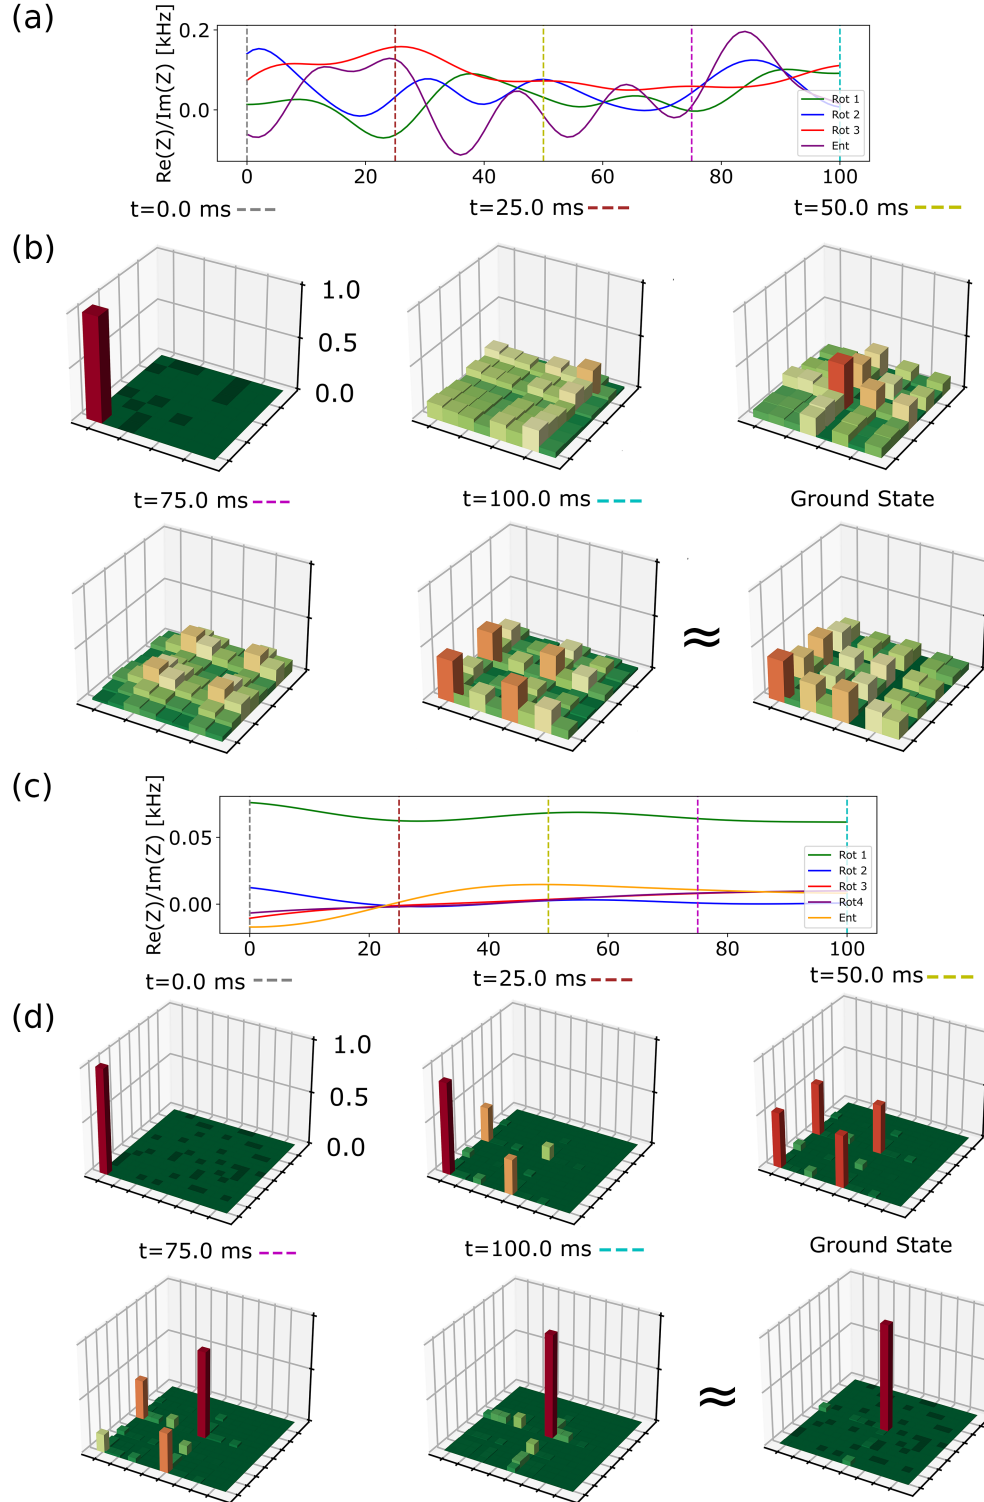 (a)
Re(Z)/Im(Z) [kHz]
0.2
0.0
Rot 1
Rot 2
Rot 3
Ent
0 20 40 60 80 100
t=0.0 ms
t=25.0 ms
t=50.0 ms
(b)
1.0
0.5
0.0
t=75.0 ms
t=100.0 ms
Ground State
≈
(c)
Re(Z)/Im(Z) [kHz]
0.05
0.00
Rot 1
Rot 2
Rot 3
Rot4
Ent
0 20 40 60 80 100
t=0.0 ms
t=25.0 ms
t=50.0 ms
(d)
1.0
0.5
0.0
t=75.0 ms
t=100.0 ms
Ground State
≈